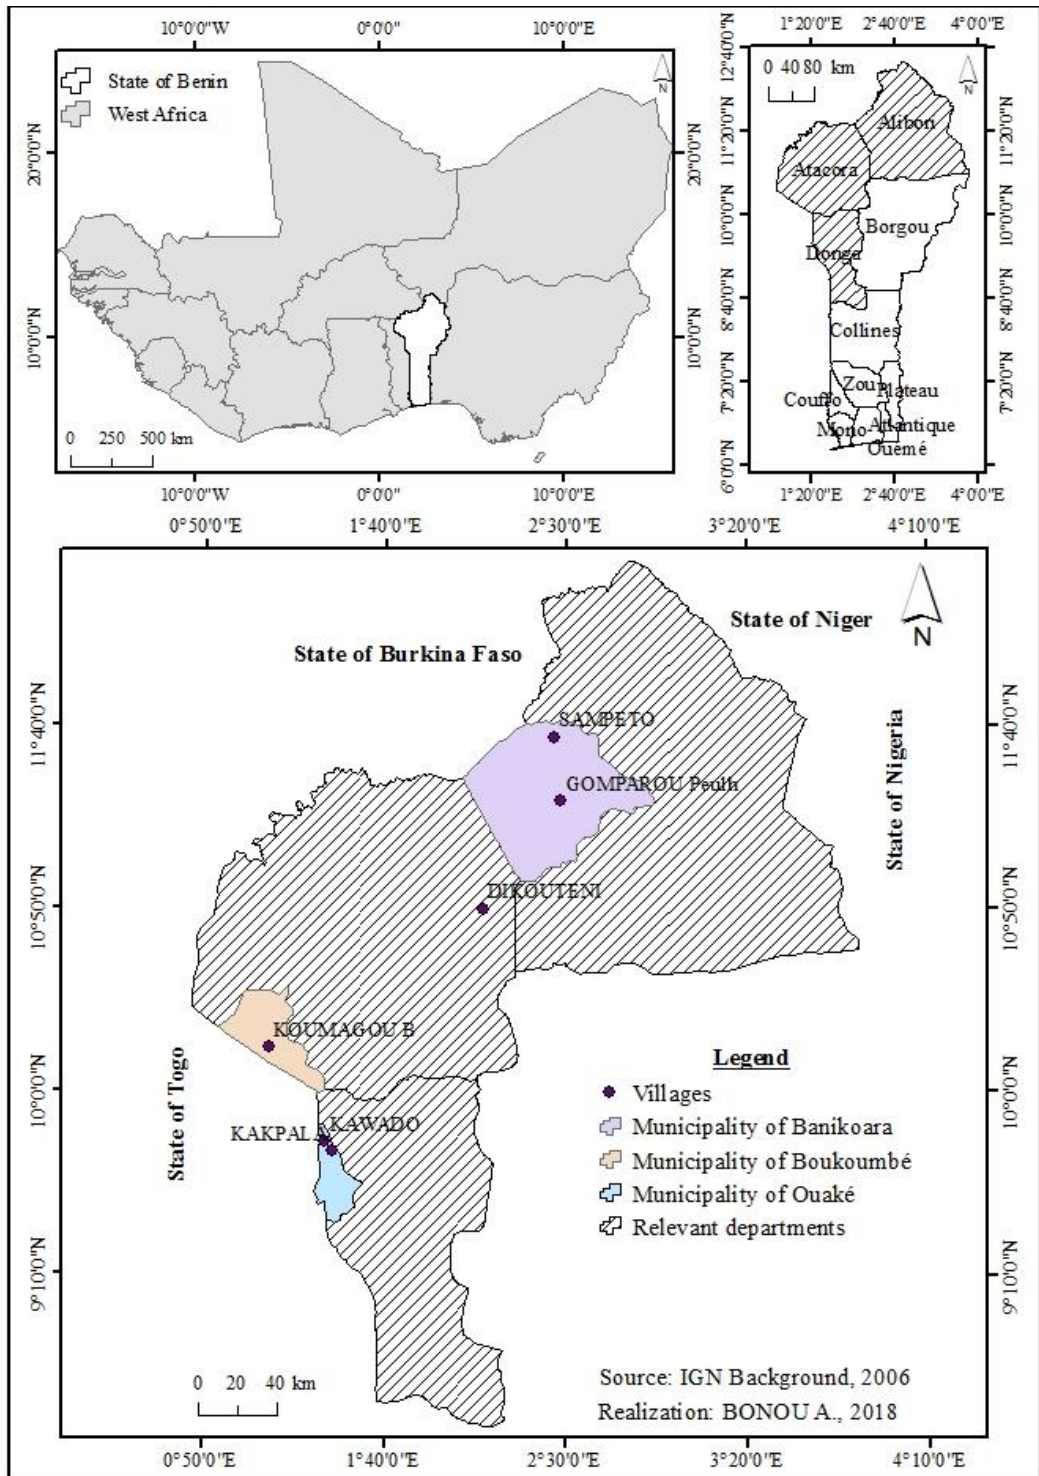 10°0'0"W 0°0'0" 10°0'0"E
State of Benin
West Africa
N
20°0'0"N
10°0'0"N
20°0'0"N
10°0'0"N
0 250 500 km
10°0'0"W 0°0'0" 10°0'0"E
1°20'0"E 2°40'0"E 4°0'0"E
0 40 80 km
N
12°40'0"N
11°20'0"N
10°0'0"N
8°40'0"N
7°20'0"N
6°0'0"N
12°40'0"N
11°20'0"N
10°0'0"N
8°40'0"N
7°20'0"N
6°0'0"N
Alibori
Atacora
Borgou
Donga
Collines
Zou
Plateau
Couffo
Mono
Atlantique
Ouémé
1°20'0"E 2°40'0"E 4°0'0"E
0°50'0"E 1°40'0"E 2°30'0"E 3°20'0"E 4°10'0"E
State of Niger
N
State of Burkina Faso
11°40'0"N
10°50'0"N
10°0'0"N
9°10'0"N
11°40'0"N
10°50'0"N
10°0'0"N
9°10'0"N
SAMPETO
State of Nigeria
GOMPAROU Peulh
DIKOUTENI
KOUMAGOU B
State of Togo
KAKPALA
KAWADO
Legend
Villages
Municipality of Banikoara
Municipality of Boukoumbé
Municipality of Ouaké
Relevant departments
0 20 40 km
Source: IGN Background, 2006
Realization: BONOU A., 2018
0°50'0"E 1°40'0"E 2°30'0"E 3°20'0"E 4°10'0"E